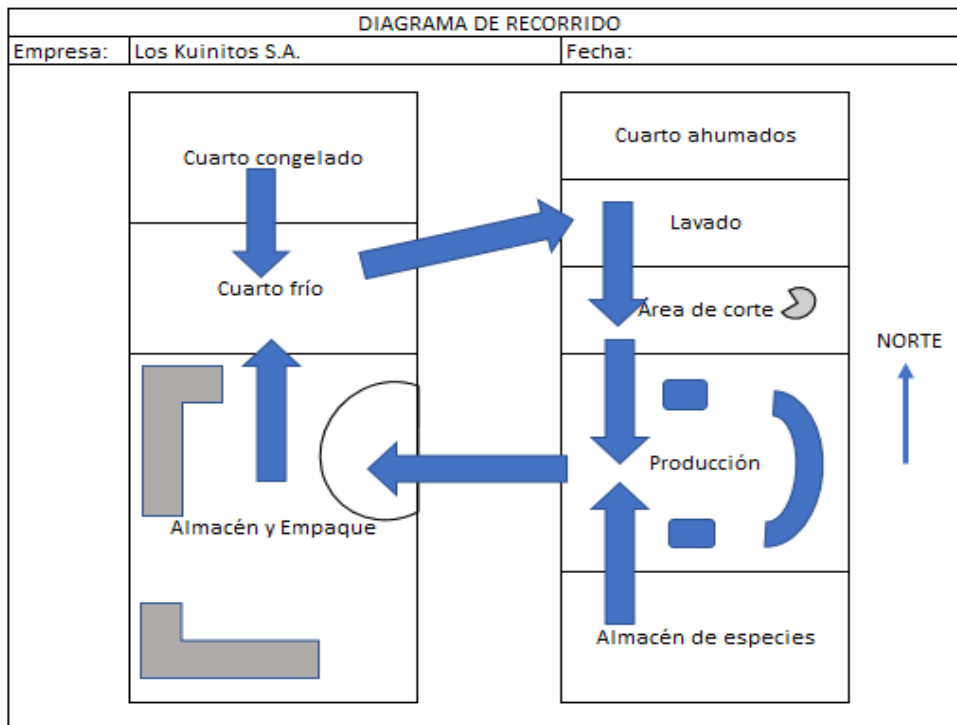 DIAGRAMA DE RECORRIDO
Empresa: Los Kuinitos S.A. Fecha:
Cuarto congelado
Cuarto frío
Almacén y Empaque
Cuarto ahumados
Lavado
Área de corte
Producción
Almacén de especies
NORTE